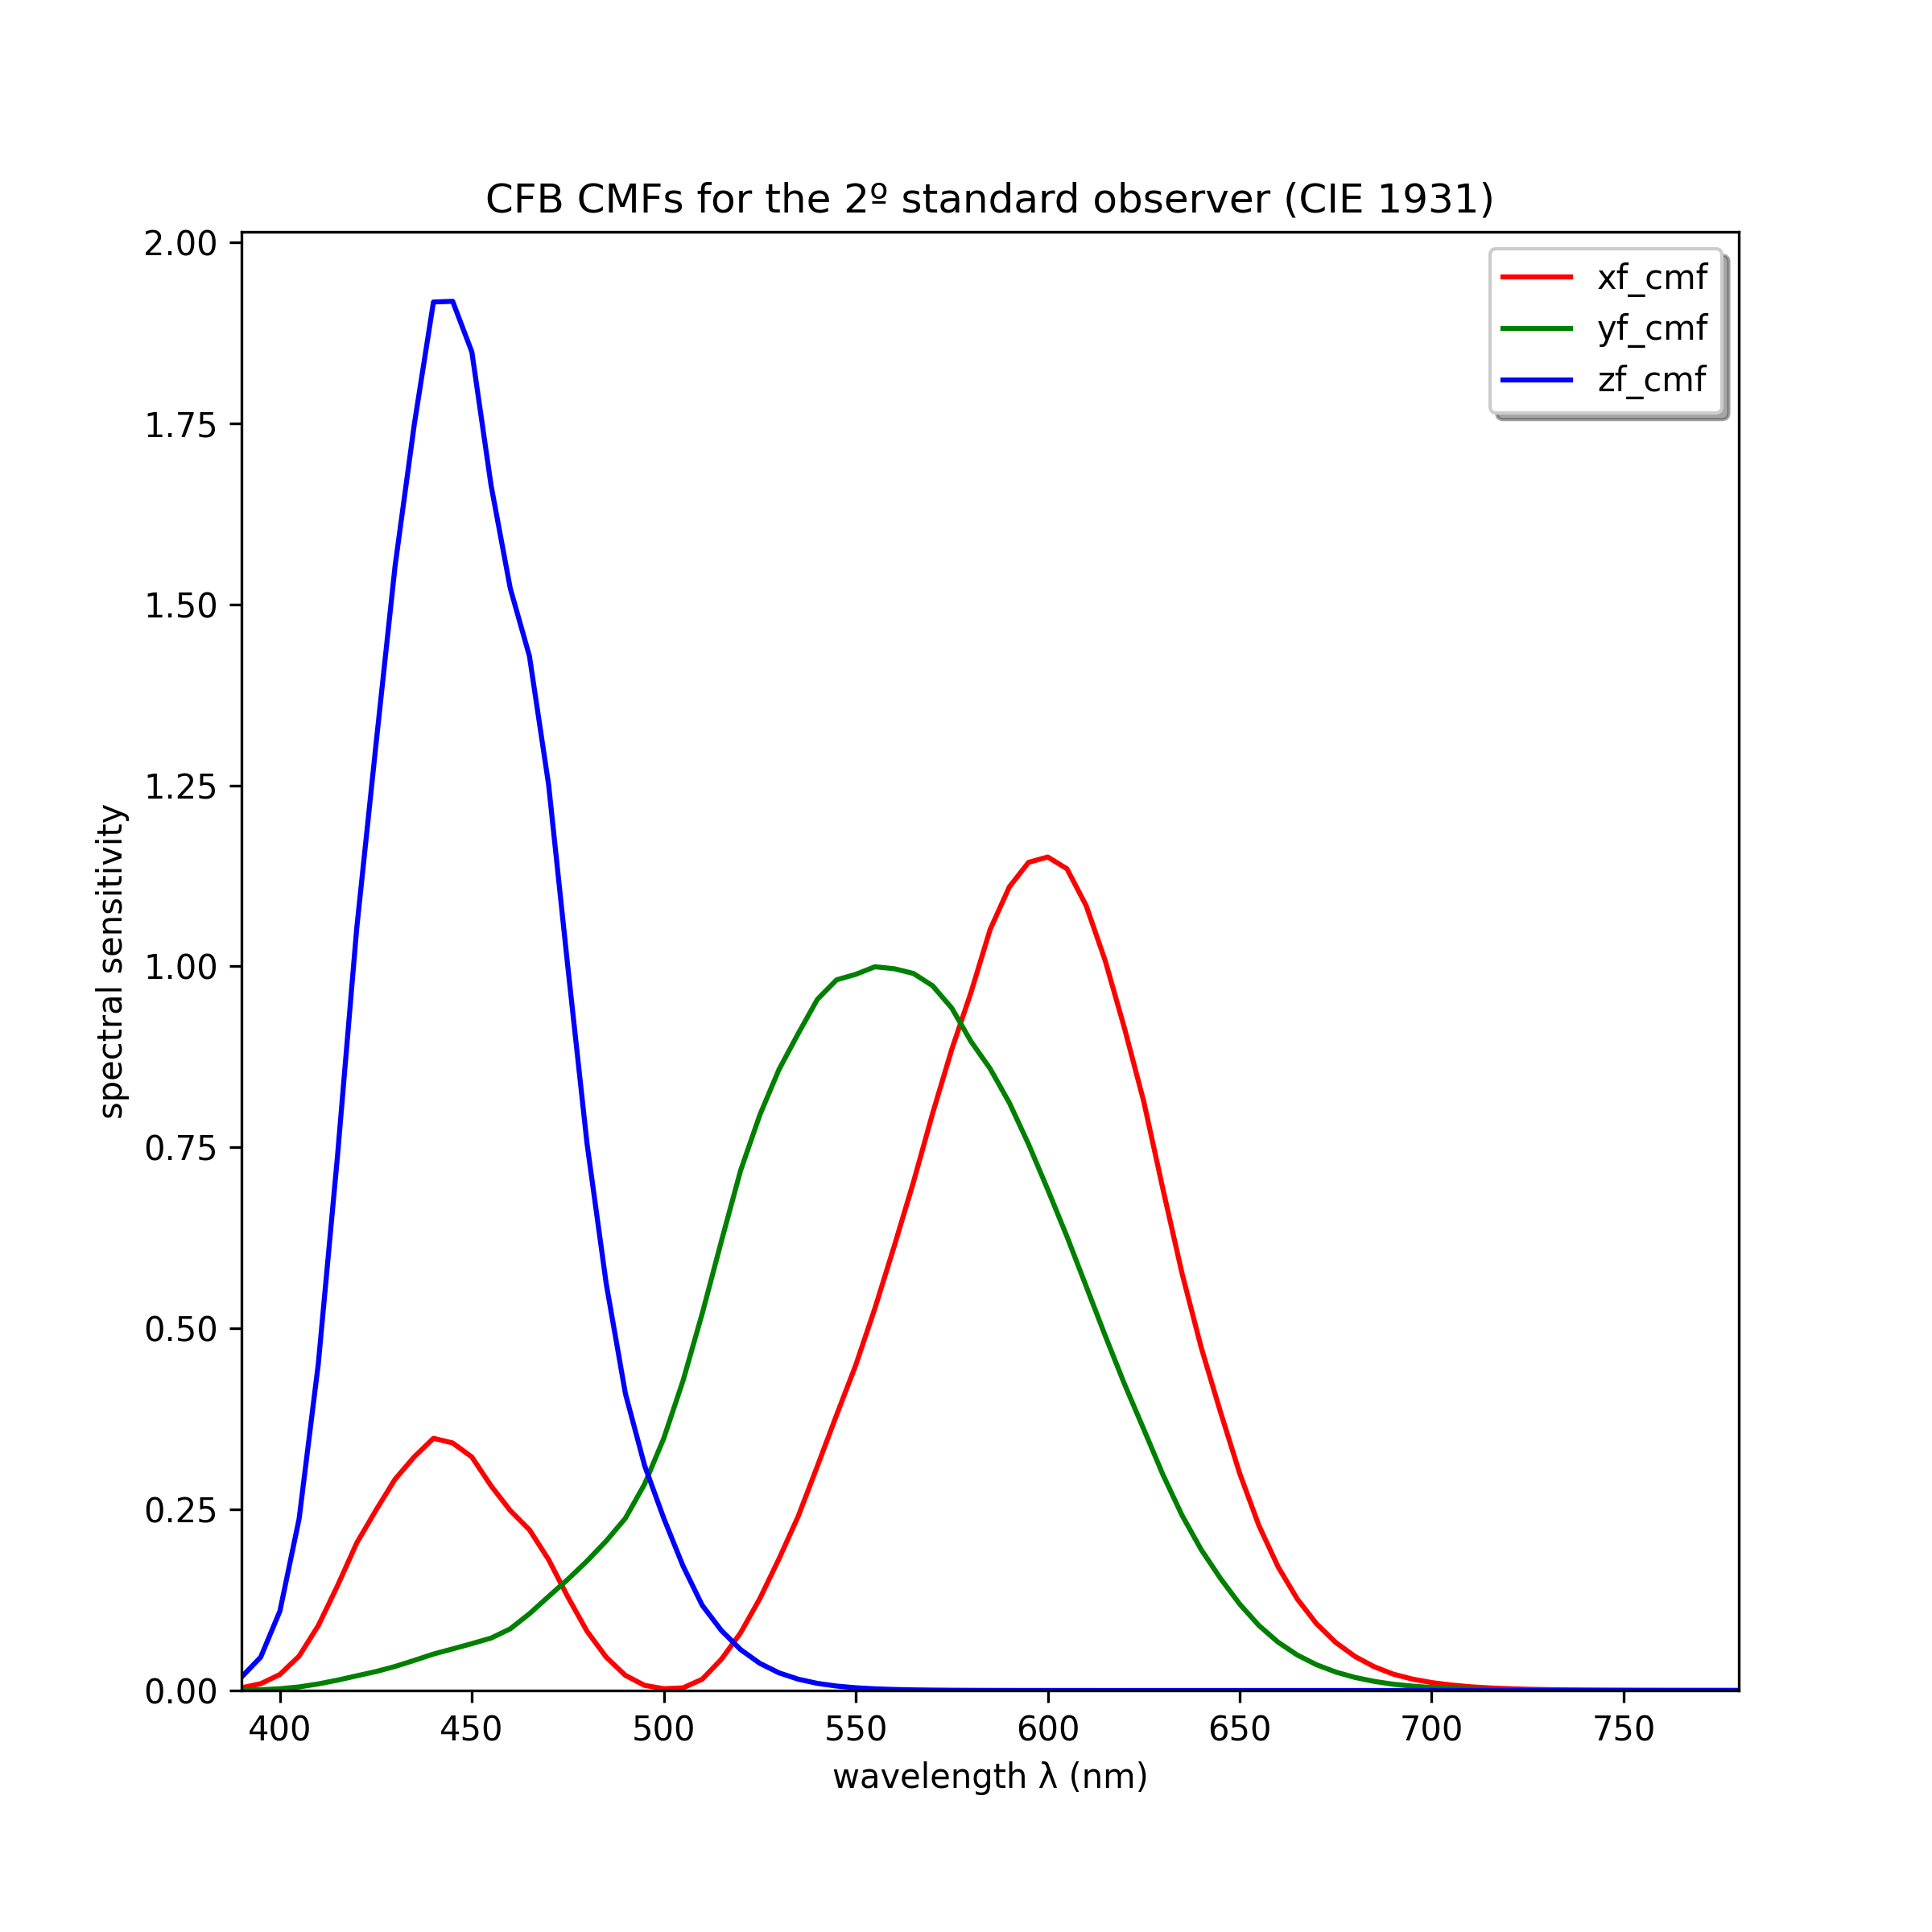 CFB CMFs for the 2º standard observer (CIE 1931)
xf_cmf
yf_cmf
zf_cmf
2.00
1.75
1.50
1.25
1.00
0.75
0.50
0.25
0.00
spectral sensitivity
400 450 500 550 600 650 700 750
wavelength λ (nm)